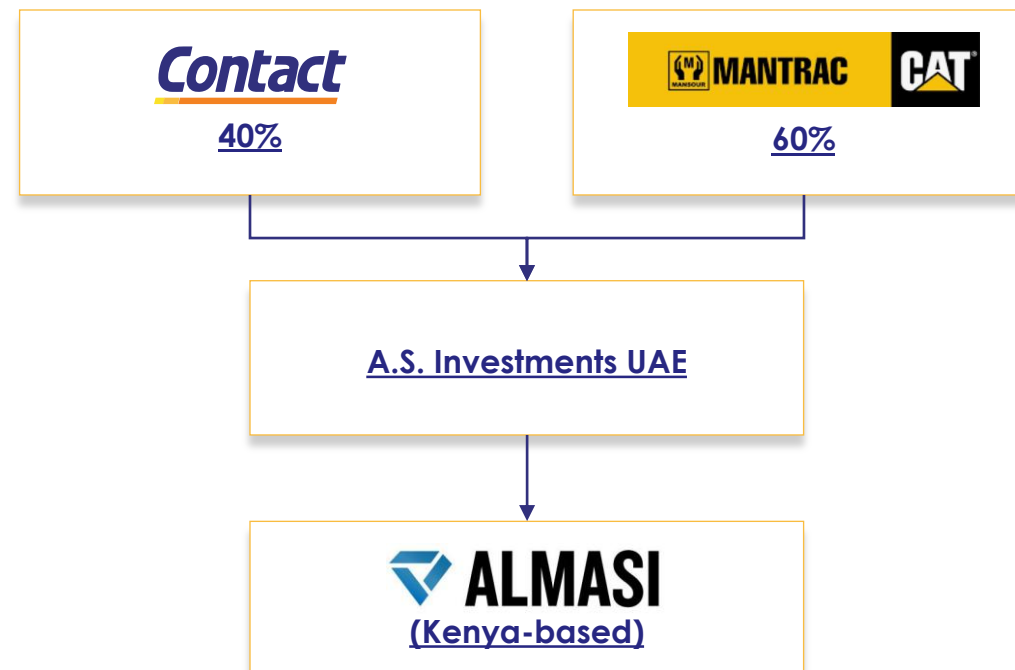 Contact
40%
MANSOUR
MANTRAC
CAT
60%
A.S. Investments UAE
ALMASI
(Kenya-based)